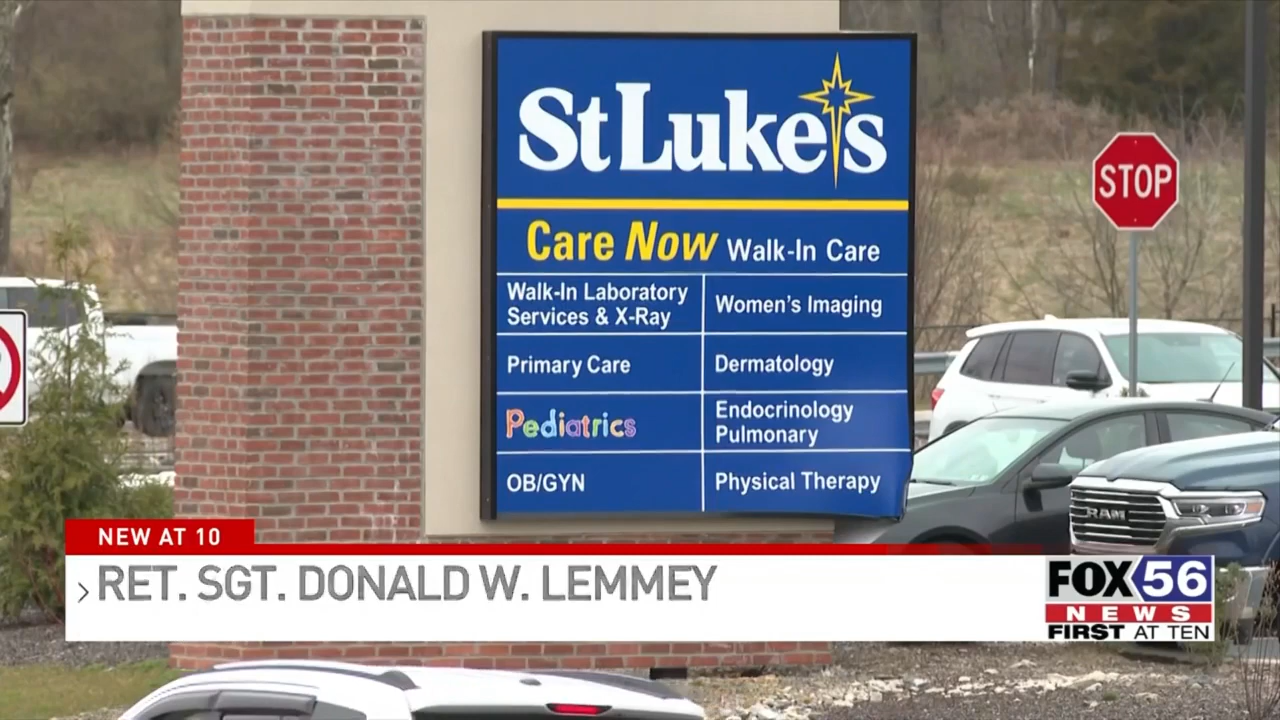 StLuke's
Care Now Walk-In Care
Walk-In Laboratory
Services & X-Ray
Women's Imaging
Primary Care
Dermatology
Pediatrics
Endocrinology
Pulmonary
OB/GYN
Physical Therapy
STOP
RAM
NEW AT 10
RET. SGT. DONALD W. LEMMEY
FOX 56
NEWS
FIRST AT TEN